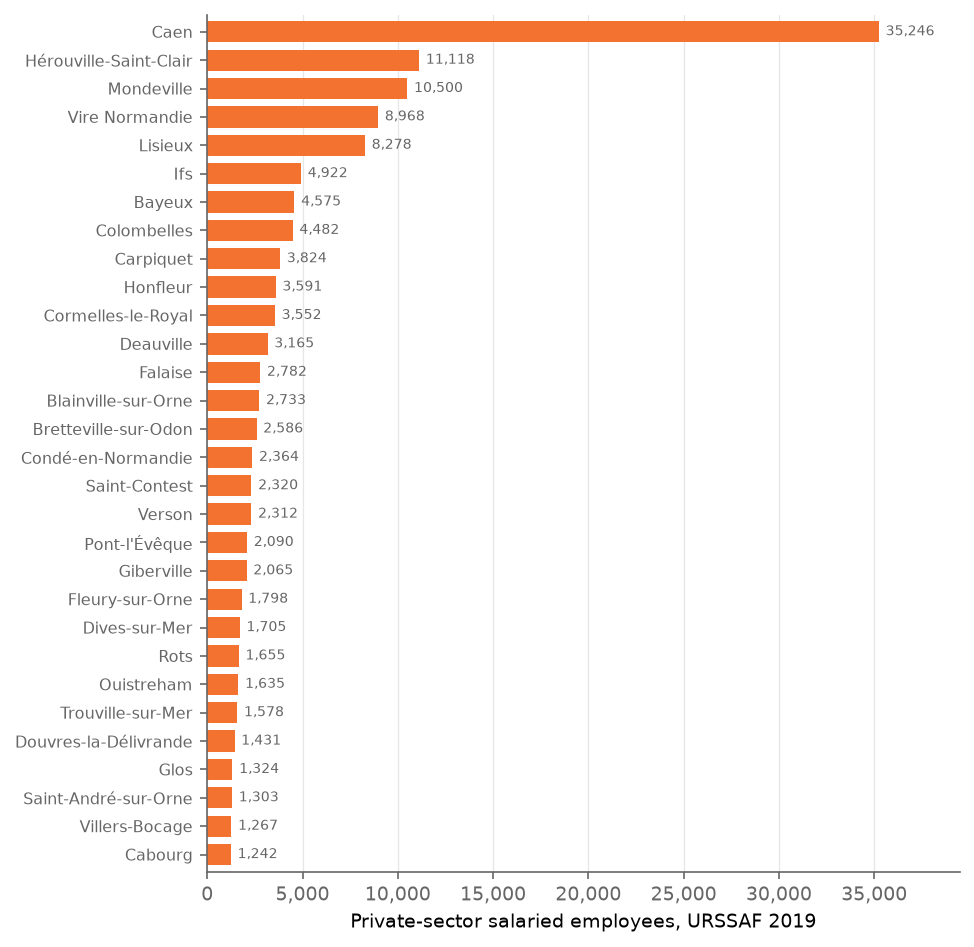 Caen 35,246
Hérouville-Saint-Clair 11,118
Mondeville 10,500
Vire Normandie 8,968
Lisieux 8,278
Ifs 4,922
Bayeux 4,575
Colombelles 4,482
Carpiquet 3,824
Honfleur 3,591
Cormelles-le-Royal 3,552
Deauville 3,165
Falaise 2,782
Blainville-sur-Orne 2,733
Bretteville-sur-Odon 2,586
Condé-en-Normandie 2,364
Saint-Contest 2,320
Verson 2,312
Pont-l'Évêque 2,090
Giberville 2,065
Fleury-sur-Orne 1,798
Dives-sur-Mer 1,705
Rots 1,655
Ouistreham 1,635
Trouville-sur-Mer 1,578
Douvres-la-Délivrande 1,431
Glos 1,324
Saint-André-sur-Orne 1,303
Villers-Bocage 1,267
Cabourg 1,242
0 5,000 10,000 15,000 20,000 25,000 30,000 35,000
Private-sector salaried employees, URSSAF 2019